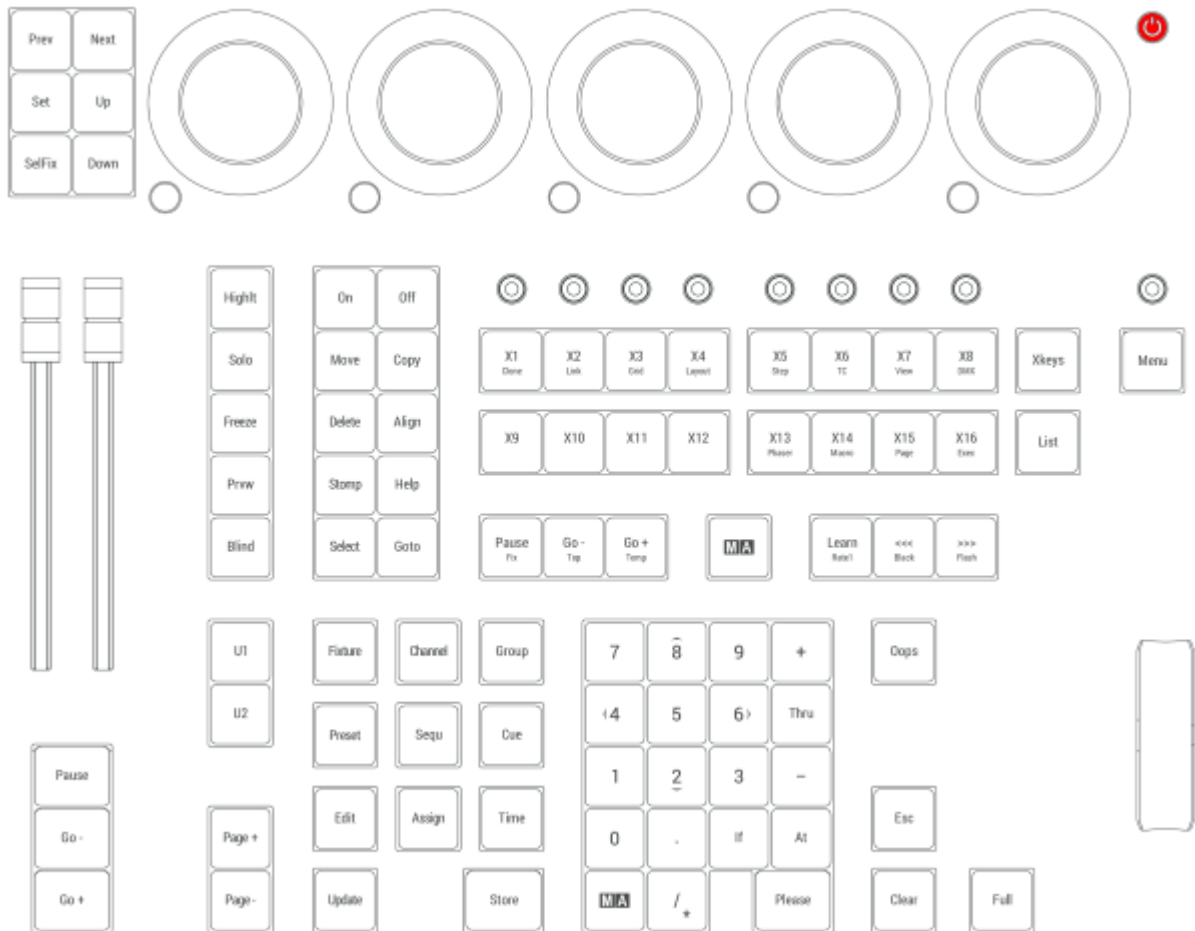 Prev Next
Set Up
SelFix Down
Highlt On Off
Solo Move Copy X1 X2 X3 X4 X5 X6 X7 X8 Xkeys Menu
Clone Link Grid Layout Step TC View DMX
Freeze Delete Align X9 X10 X11 X12 X13 X14 X15 X16 List
Phaser Macro Page Exec
Prvw Stomp Help
Blind Select Goto Pause Go - Go + MA Learn <<< >>>
Fix Top Temp Rate1 Black Flash
U1 Fixture Channel Group 7 8 9 + Oops
U2 Preset Sequ Cue 4 5 6 Thru
Pause 1 2 3 -
Go - Page + Edit Assign Time 0 . If At Esc
Go + Page - Update Store MA / * Please Clear Full